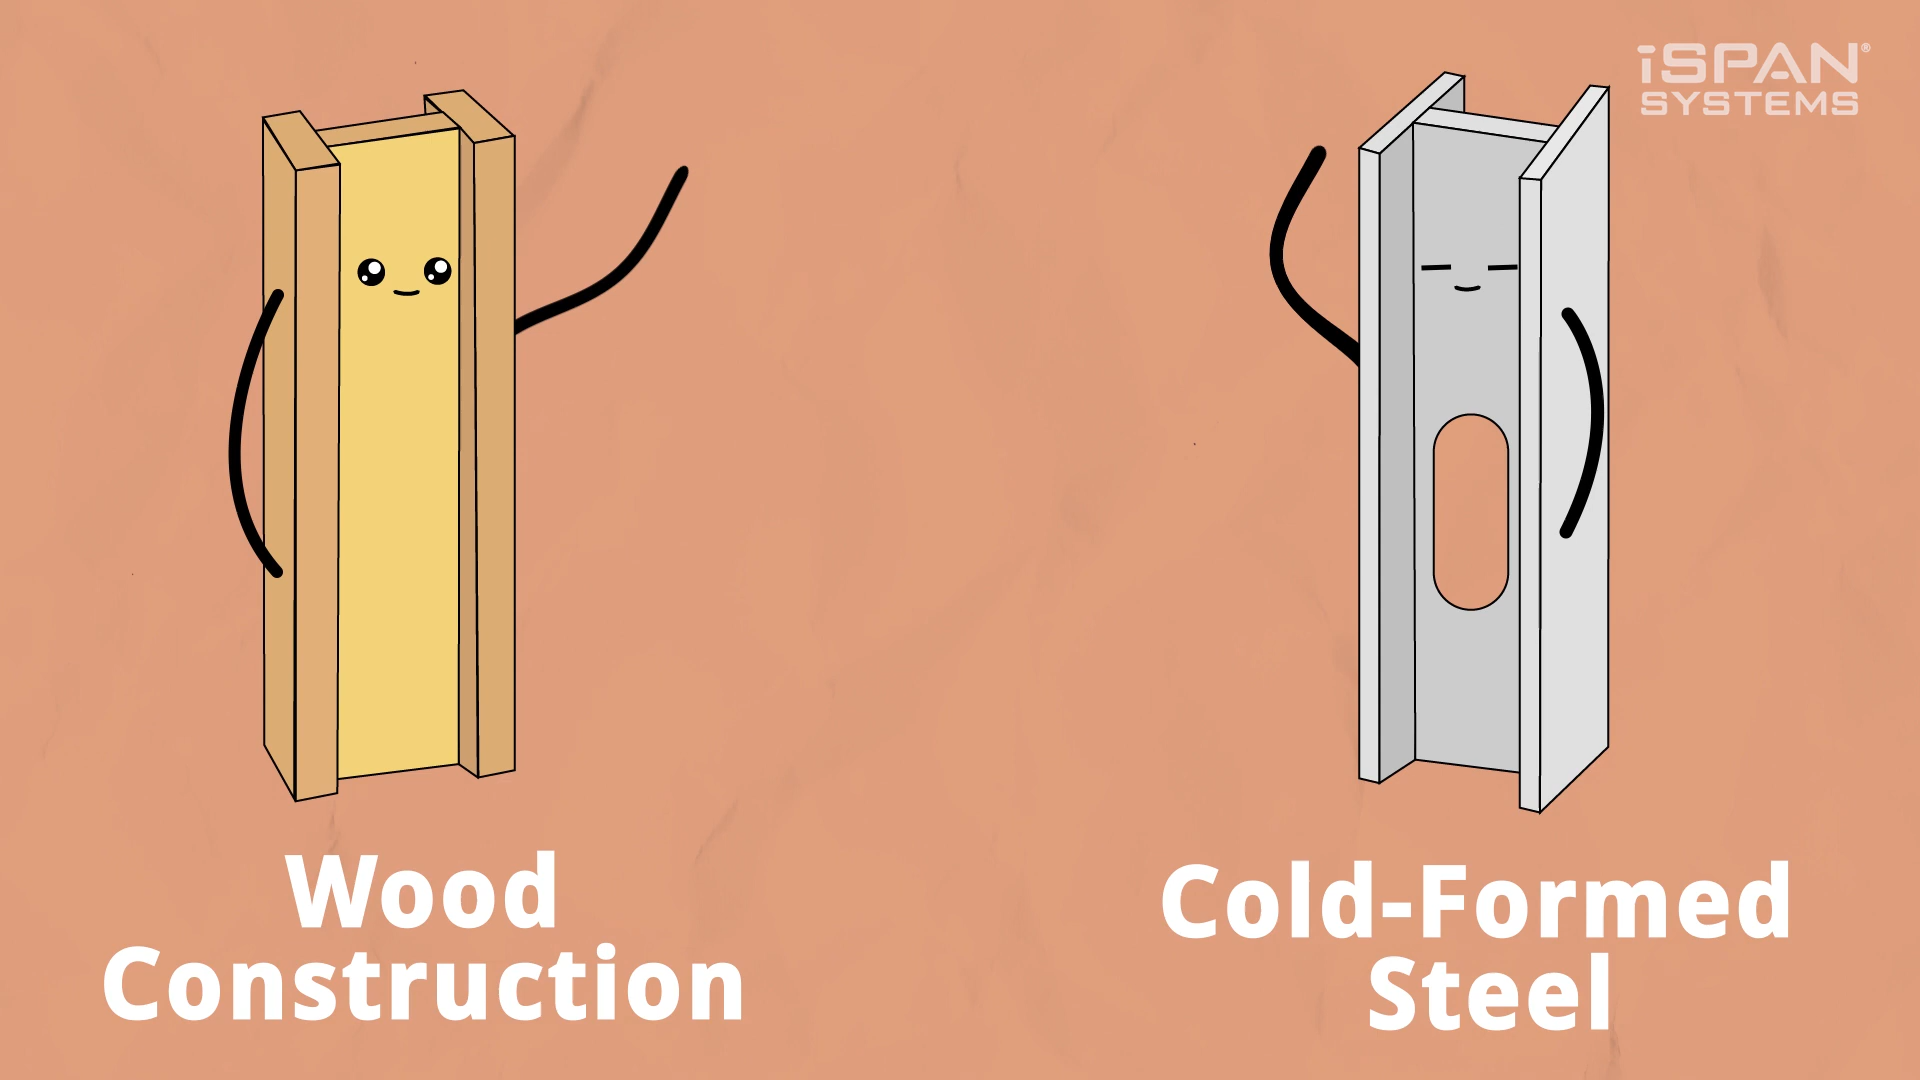 iSPAN®
SYSTEMS
Wood
Construction
Cold-Formed
Steel